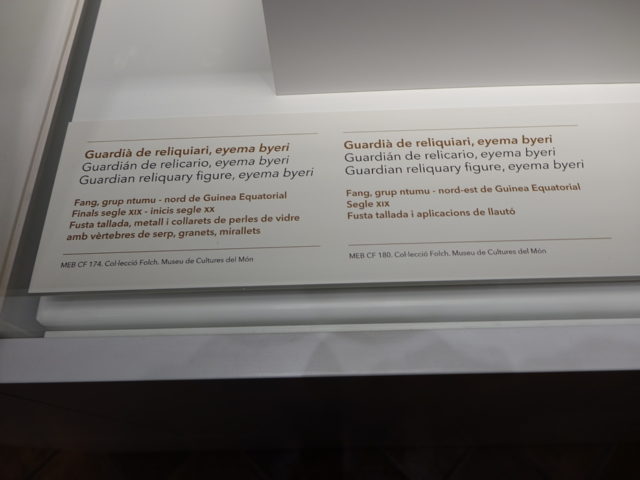 Guardià de reliquiari, eyema byeri
Guardián de relicario, eyema byeri
Guardian reliquary figure, eyema byeri
Fang, grup ntumu - nord de Guinea Equatorial
Finals segle XIX - inicis segle XX
Fusta tallada, metall i collarets de perles de vidre
amb vèrtebres de serp, granets, mirallets
MEB CF 174. Col·lecció Folch. Museu de Cultures del Món
Guardià de reliquiari, eyema byeri
Guardián de relicario, eyema byeri
Guardian reliquary figure, eyema byeri
Fang, grup ntumu - nord-est de Guinea Equatorial
Segle XIX
Fusta tallada i aplicacions de llautó
MEB CF 180. Col·lecció Folch. Museu de Cultures del Món